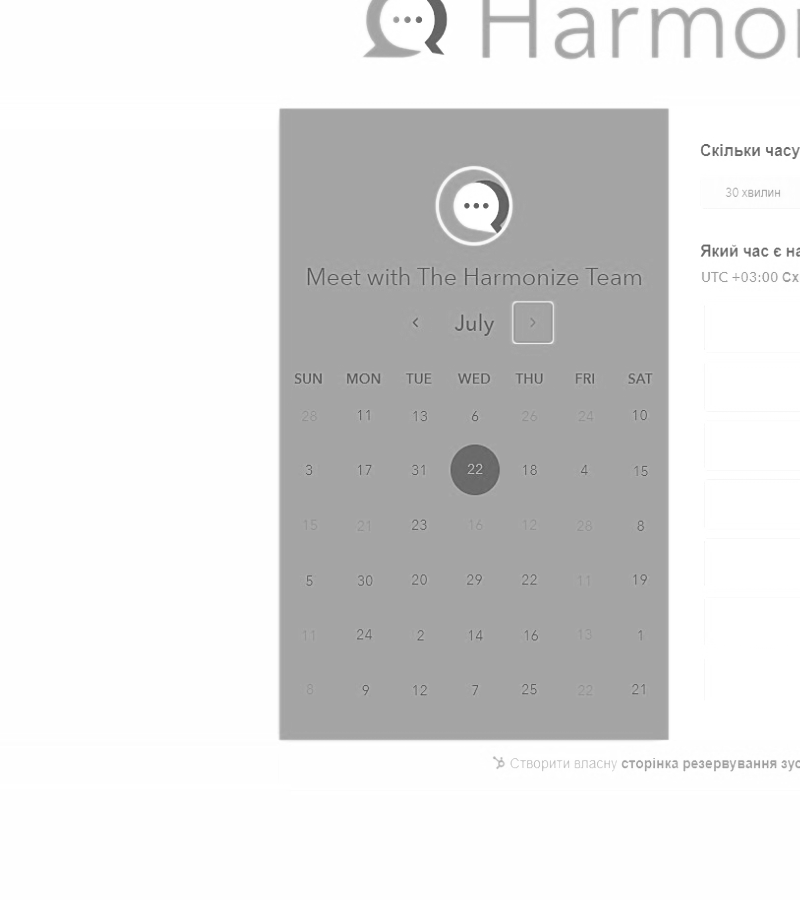 Harmo
Скільки часу
30 хвилин
Який час є на
UTC +03:00 Сх
Meet with The Harmonize Team
July
SUN MON TUE WED THU FRI SAT
28 11 13 6 26 24 10
3 17 31 22 18 4 15
15 21 23 16 12 28 8
5 30 20 29 22 11 19
11 24 2 14 16 13 1
8 9 12 7 25 22 21
Створити власну сторінка резервування зус